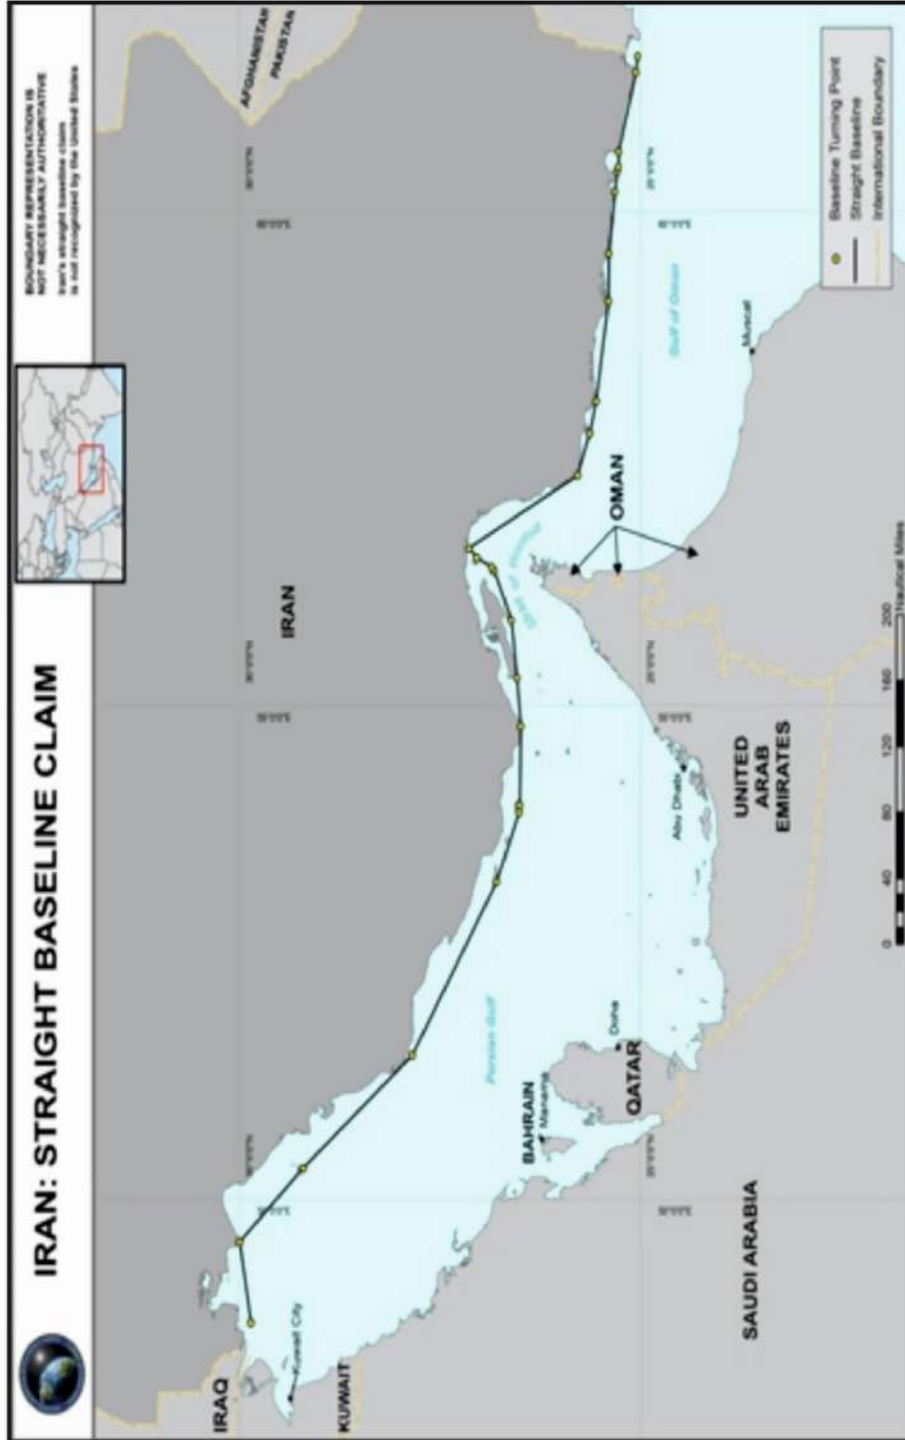 IRAN: STRAIGHT BASELINE CLAIM
BOUNDARY REPRESENTATION IS
NOT NECESSARILY AUTHORITATIVE
Iran's straight baseline claim
is not recognized by the United States
AFGHANISTAN
PAKISTAN
IRAQ
Kuwait City
KUWAIT
IRAN
Persian Gulf
Strait of Hormuz
Gulf of Oman
BAHRAIN
Manama
QATAR
Doha
SAUDI ARABIA
UNITED
ARAB
EMIRATES
Abu Dhabi
OMAN
Muscat
Baseline Turning Point
Straight Baseline
International Boundary
0 40 80 120 160 200
Nautical Miles